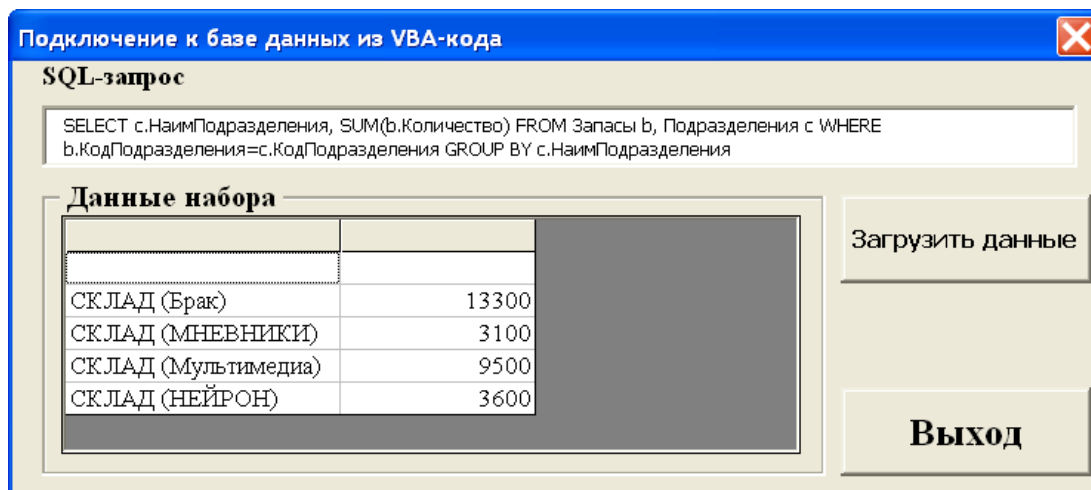 Подключение к базе данных из VBA-кода
SQL-запрос
SELECT c.НаимПодразделения, SUM(b.Количество) FROM Запасы b, Подразделения c WHERE
b.КодПодразделения=c.КодПодразделения GROUP BY c.НаимПодразделения
Данные набора
Загрузить данные
СКЛАД (Брак) 13300
СКЛАД (МНЕВНИКИ) 3100
СКЛАД (Мультимедиа) 9500
СКЛАД (НЕЙРОН) 3600
Выход